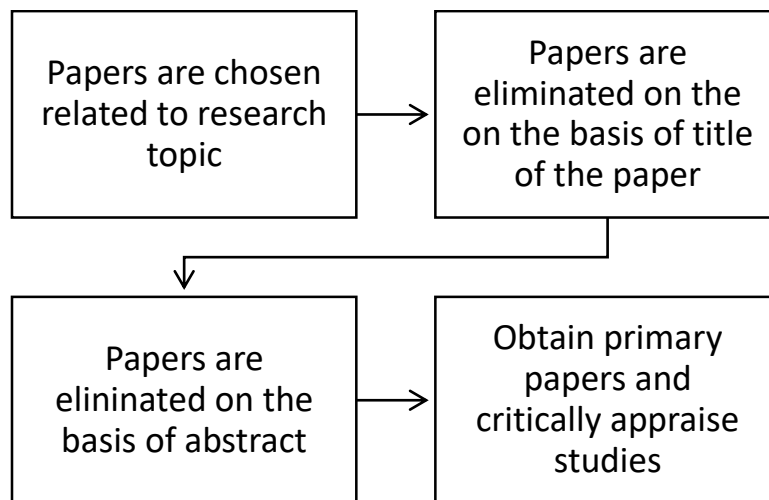 Papers are chosen
related to research
topic
Papers are
eliminated on the
on the basis of title
of the paper
Papers are
elininated on the
basis of abstract
Obtain primary
papers and
critically appraise
studies